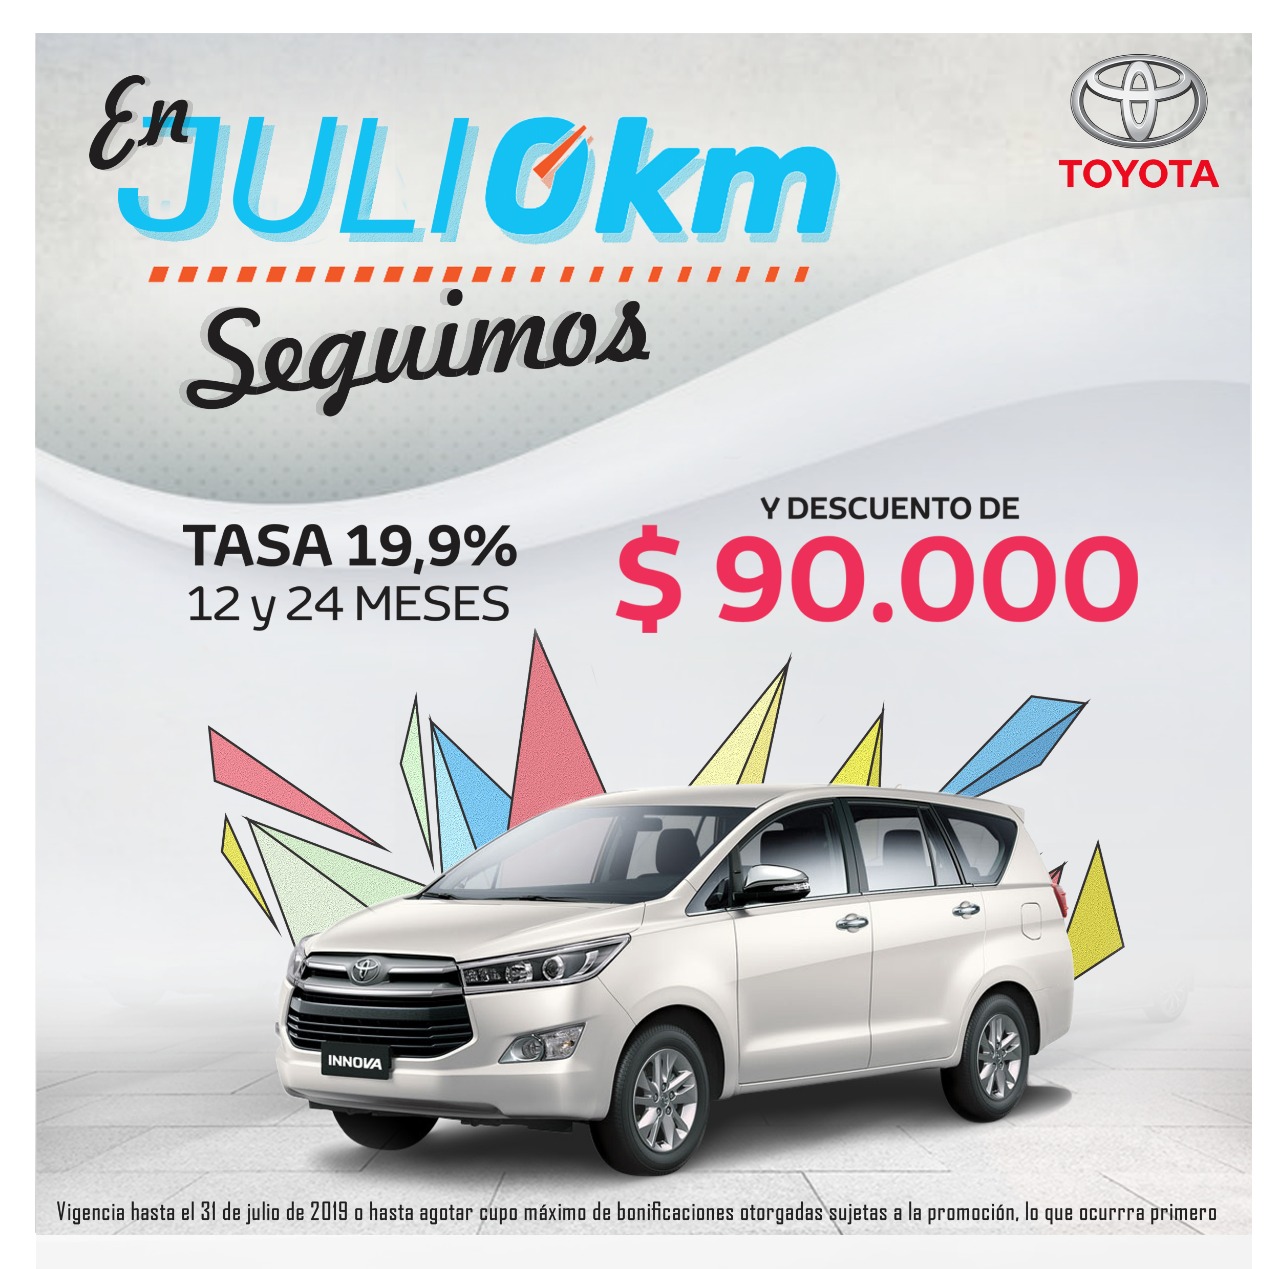 En
JULI0km
Seguimos
TOYOTA
TASA 19,9%
12 y 24 MESES
Y DESCUENTO DE
$ 90.000
INNOVA
Vigencia hasta el 31 de julio de 2019 o hasta agotar cupo máximo de bonificaciones otorgadas sujetas a la promoción, lo que ocurrra primero